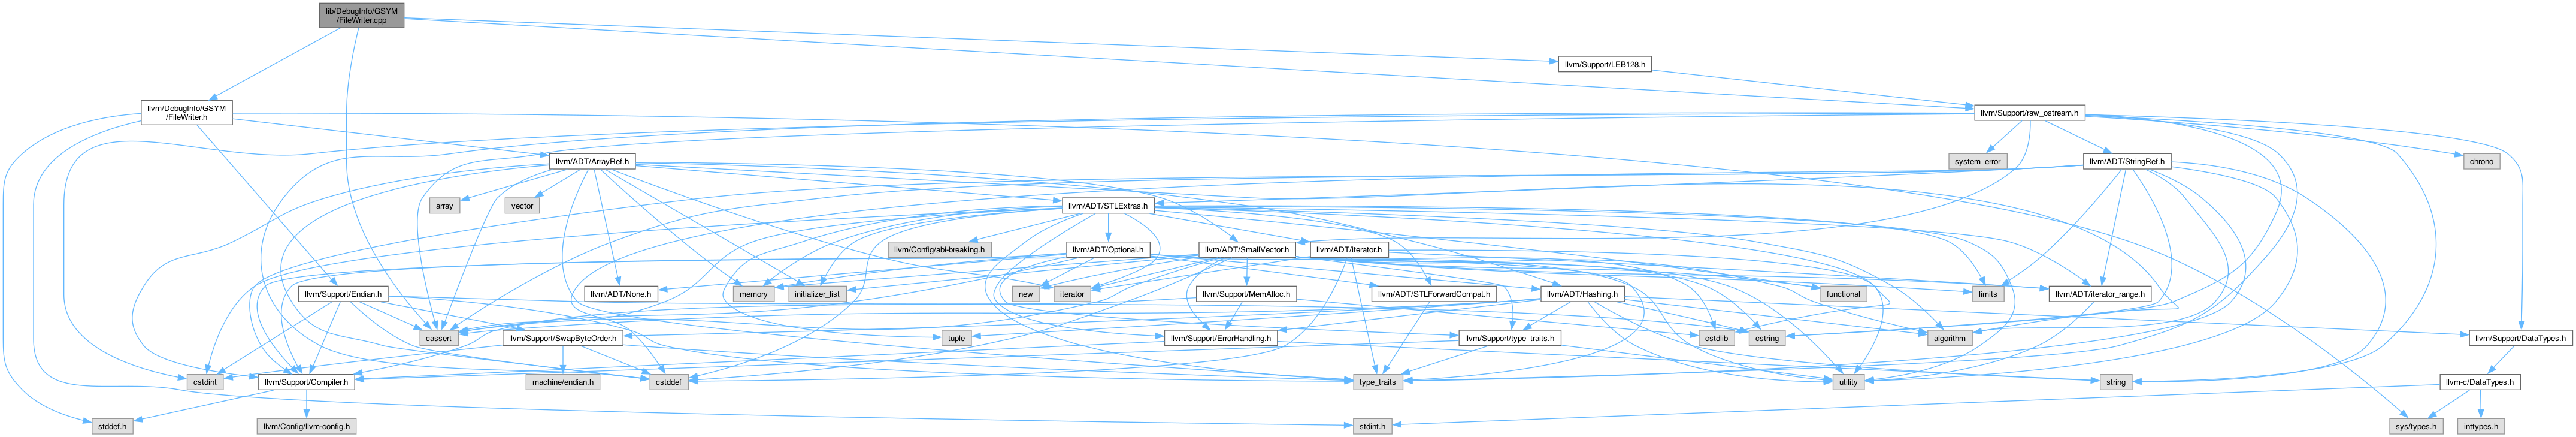 lib/DebugInfo/GSYM
/FileWriter.cpp
llvm/Support/LEB128.h
llvm/DebugInfo/GSYM
/FileWriter.h
llvm/Support/raw_ostream.h
llvm/ADT/ArrayRef.h
system_error
llvm/ADT/StringRef.h
chrono
array
vector
llvm/ADT/STLExtras.h
llvm/Config/abi-breaking.h
llvm/ADT/Optional.h
llvm/ADT/SmallVector.h
llvm/ADT/iterator.h
llvm/Support/Endian.h
llvm/ADT/None.h
memory
initializer_list
new
iterator
llvm/Support/MemAlloc.h
llvm/ADT/STLForwardCompat.h
llvm/ADT/Hashing.h
functional
limits
llvm/ADT/iterator_range.h
cassert
llvm/Support/SwapByteOrder.h
tuple
llvm/Support/ErrorHandling.h
llvm/Support/type_traits.h
cstdlib
cstring
algorithm
llvm/Support/DataTypes.h
cstdint
llvm/Support/Compiler.h
machine/endian.h
cstddef
type_traits
utility
string
llvm-c/DataTypes.h
stddef.h
llvm/Config/llvm-config.h
stdint.h
sys/types.h
inttypes.h